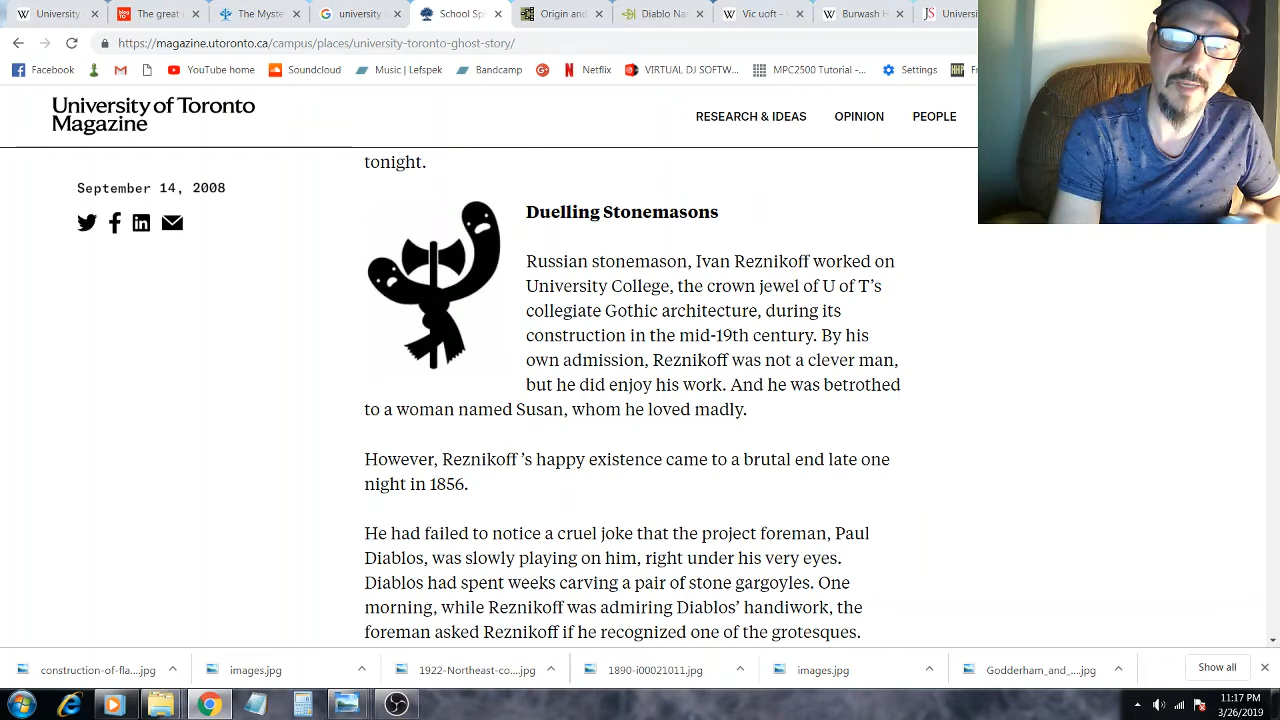 University
The great
The Myste
university
School Sp
Origin and
Diablo Na
Vic uoft -
Burwash H
Universi
https://magazine.utoronto.ca/campus/places/university-toronto-ghost-story/
Facebook
YouTube home
Soundcloud
Music | Lefspek
Bandcamp
Netflix
VIRTUAL DJ SOFTW...
MPC2500 Tutorial -...
Settings
University of Toronto
Magazine
RESEARCH & IDEAS
OPINION
PEOPLE
tonight.
September 14, 2008
Duelling Stonemasons
Russian stonemason, Ivan Reznikoff worked on
University College, the crown jewel of U of T's
collegiate Gothic architecture, during its
construction in the mid-19th century. By his
own admission, Reznikoff was not a clever man,
but he did enjoy his work. And he was betrothed
to a woman named Susan, whom he loved madly.
However, Reznikoff 's happy existence came to a brutal end late one
night in 1856.
He had failed to notice a cruel joke that the project foreman, Paul
Diablos, was slowly playing on him, right under his very eyes.
Diablos had spent weeks carving a pair of stone gargoyles. One
morning, while Reznikoff was admiring Diablos' handiwork, the
foreman asked Reznikoff if he recognized one of the grotesques.
construction-of-fla....jpg
images.jpg
1922-Northeast-co....jpg
1890-i00021011.jpg
images.jpg
Godderham_and_....jpg
Show all
11:17 PM
3/26/2019